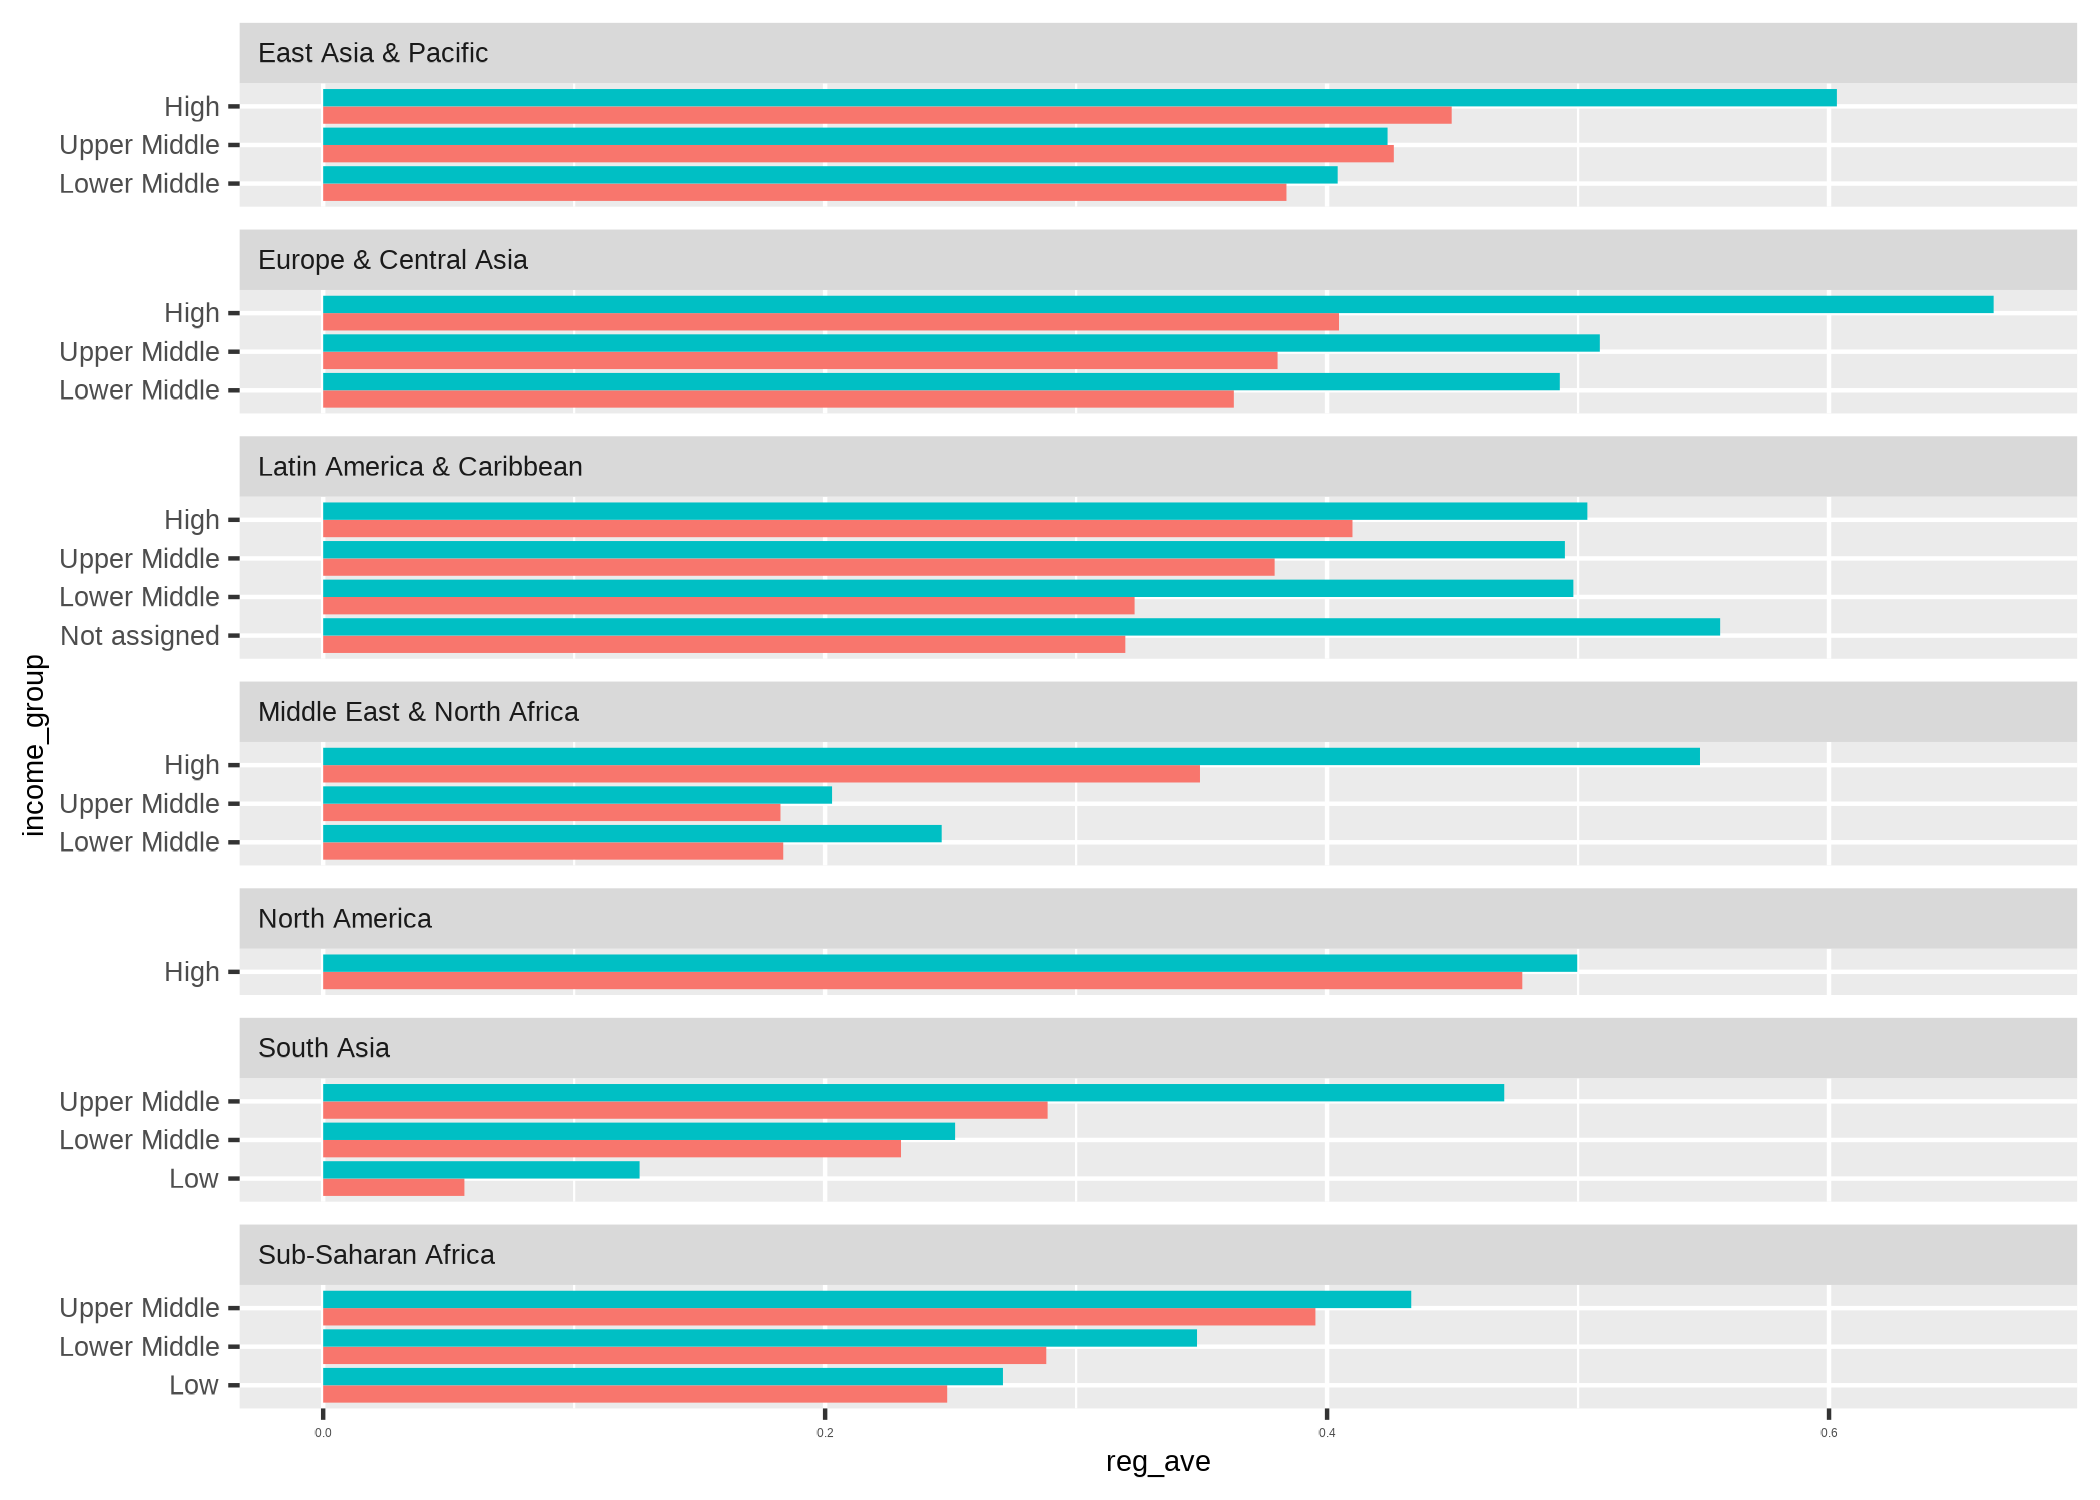 East Asia & Pacific
High
Upper Middle
Lower Middle
Europe & Central Asia
High
Upper Middle
Lower Middle
Latin America & Caribbean
High
Upper Middle
Lower Middle
Not assigned
Middle East & North Africa
High
Upper Middle
Lower Middle
North America
High
South Asia
Upper Middle
Lower Middle
Low
Sub-Saharan Africa
Upper Middle
Lower Middle
Low
income_group
0.0 0.2 0.4 0.6
reg_ave